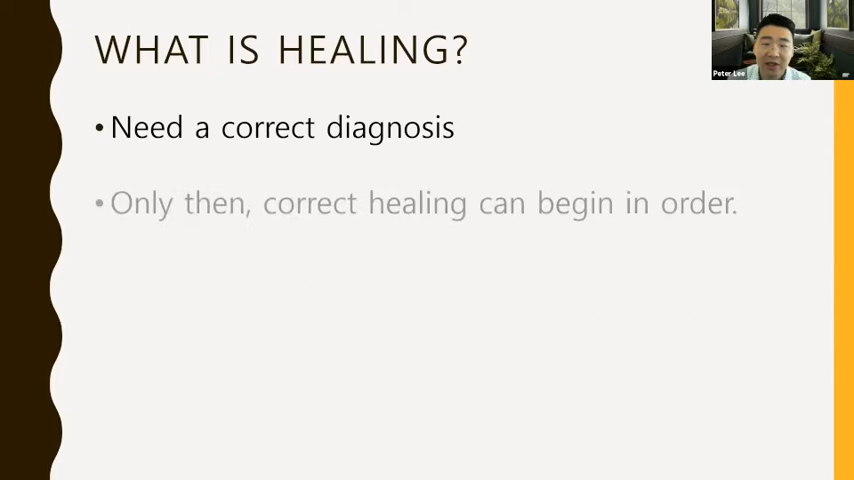 WHAT IS HEALING?
• Need a correct diagnosis
• Only then, correct healing can begin in order.
Peter Lee